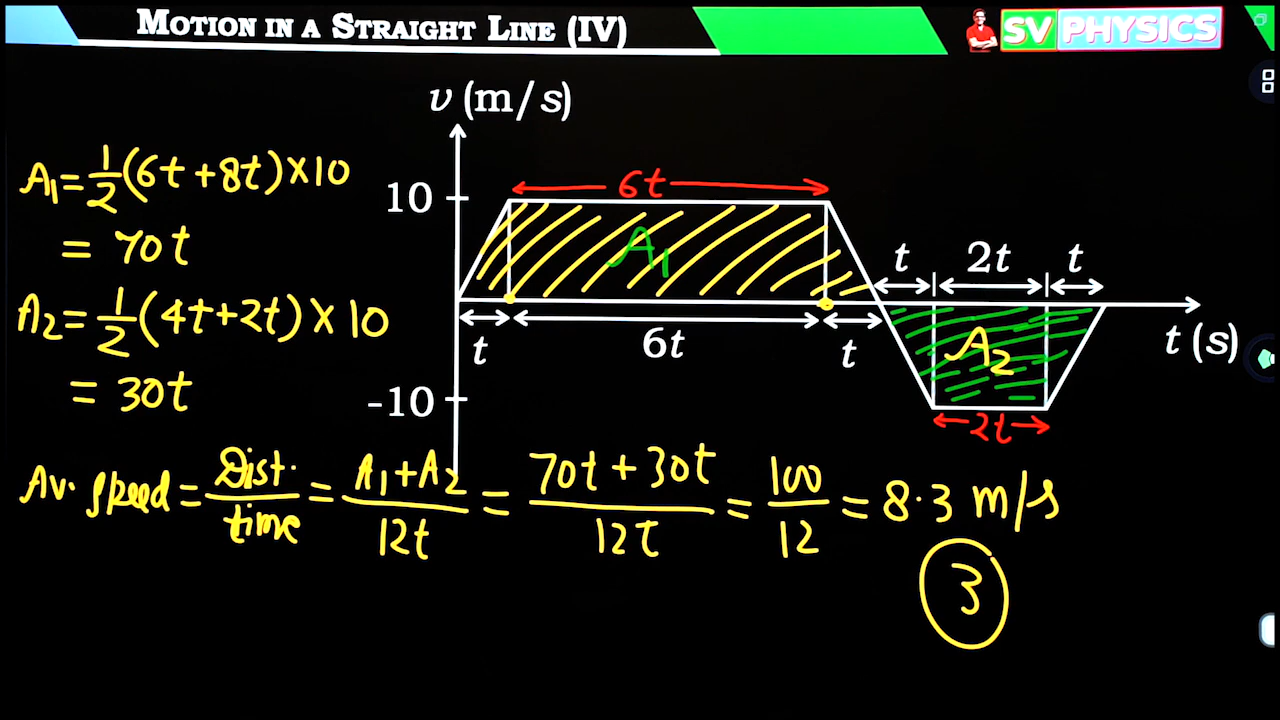 MOTION IN A STRAIGHT LINE (IV)
SV PHYSICS
v (m/s)
A₁ = 1/2 (6t + 8t) × 10
= 70t
A₂ = 1/2 (4t + 2t) × 10
= 30t
10
6t
A₁
t 2t t
t 6t t
t (s)
A₂
-10
2t
Av. speed = Dist./time = A₁ + A₂/12t = 70t + 30t/12t = 100/12 = 8.3 m/s
3